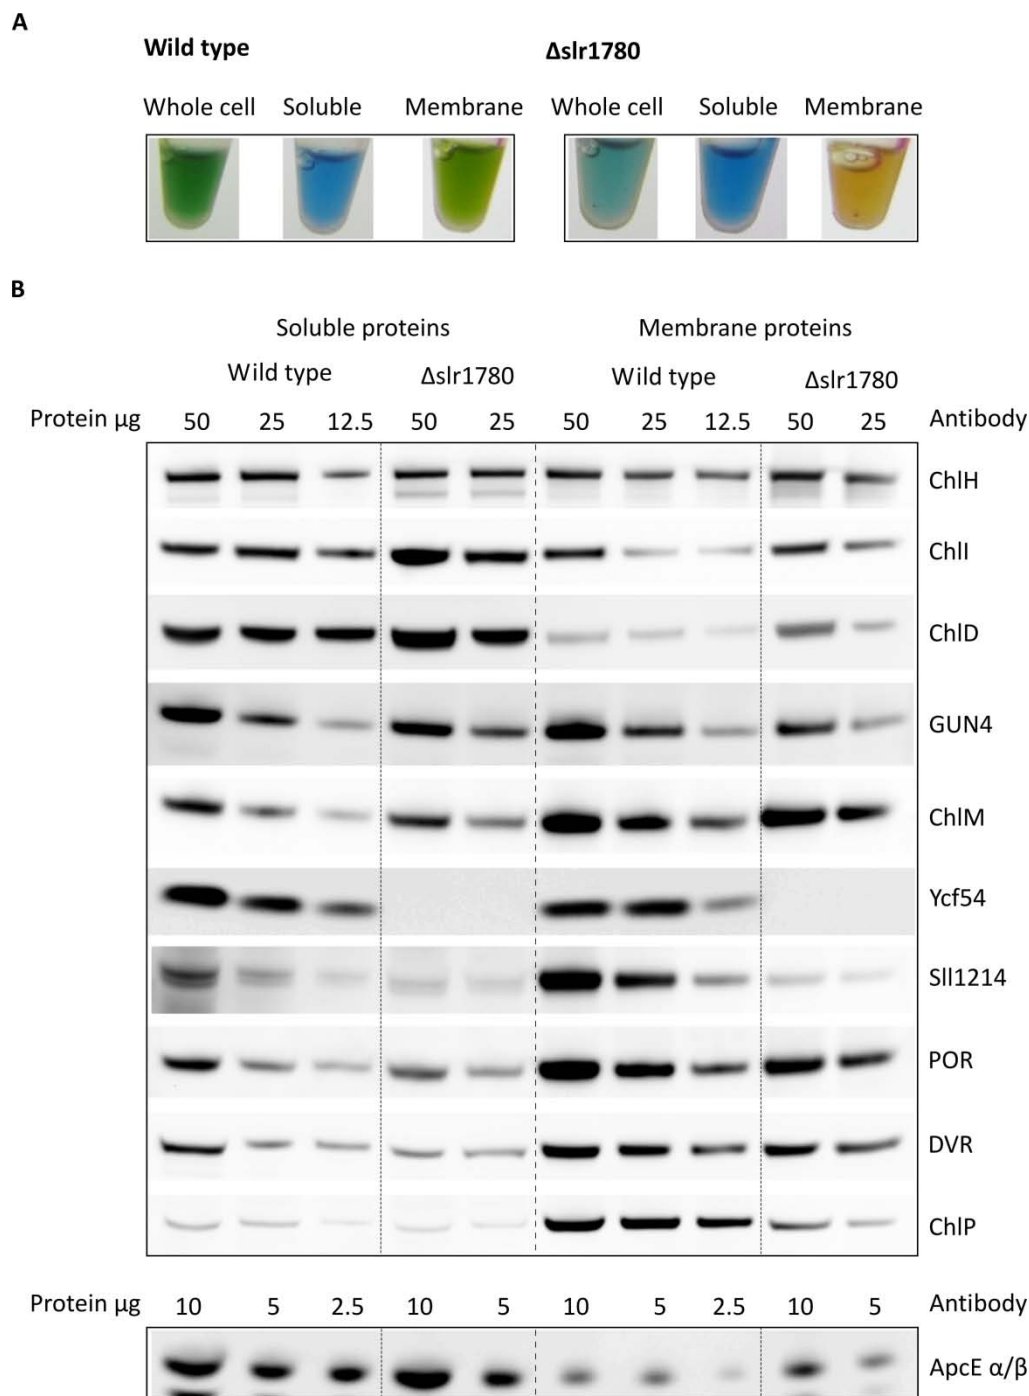 A
Wild type Δslr1780
Whole cell Soluble Membrane Whole cell Soluble Membrane
B
Soluble proteins Membrane proteins
Wild type Δslr1780 Wild type Δslr1780
Protein µg 50 25 12.5 50 25 50 25 12.5 50 25 Antibody
ChlH
ChlI
ChlD
GUN4
ChlM
Ycf54
Sll1214
POR
DVR
ChlP
Protein µg 10 5 2.5 10 5 10 5 2.5 10 5 Antibody
ApcE α/β